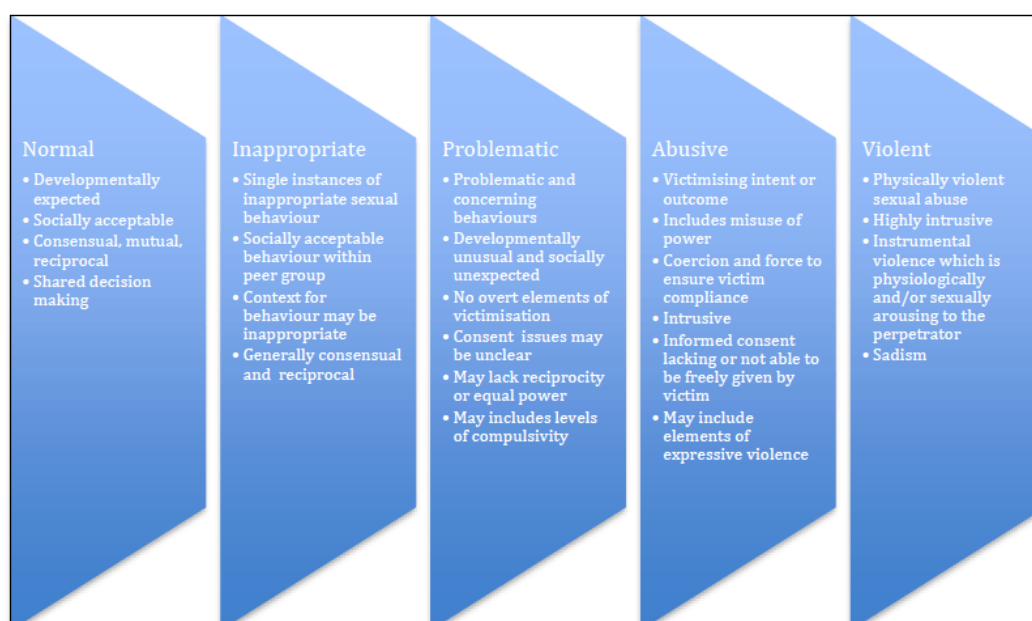 Normal
• Developmentally
expected
• Socially acceptable
• Consensual, mutual,
reciprocal
• Shared decision
making
Inappropriate
• Single instances of
inappropriate sexual
behaviour
• Socially acceptable
behaviour within
peer group
• Context for
behaviour may be
inappropriate
• Generally consensual
and reciprocal
Problematic
• Problematic and
concerning
behaviours
• Developmentally
unusual and socially
unexpected
• No overt elements of
victimisation
• Consent issues may
be unclear
• May lack reciprocity
or equal power
• May includes levels
of compulsivity
Abusive
• Victimising intent or
outcome
• Includes misuse of
power
• Coercion and force to
ensure victim
compliance
• Intrusive
• Informed consent
lacking or not able to
be freely given by
victim
• May include
elements of
expressive violence
Violent
• Physically violent
sexual abuse
• Highly intrusive
• Instrumental
violence which is
physiologically
and/or sexually
arousing to the
perpetrator
• Sadism